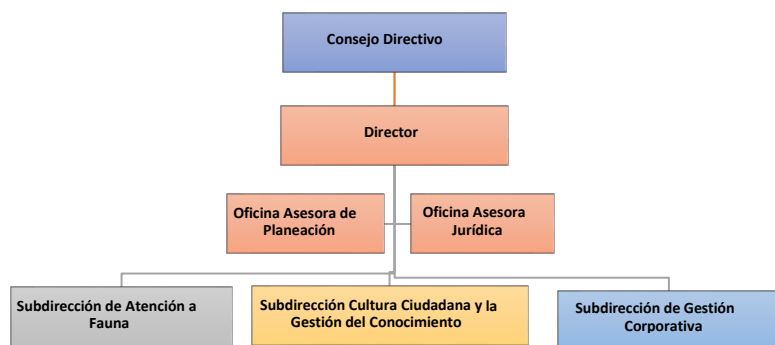 Consejo Directivo
Director
Oficina Asesora de
Planeación
Oficina Asesora
Jurídica
Subdirección de Atención a
Fauna
Subdirección Cultura Ciudadana y la
Gestión del Conocimiento
Subdirección de Gestión
Corporativa